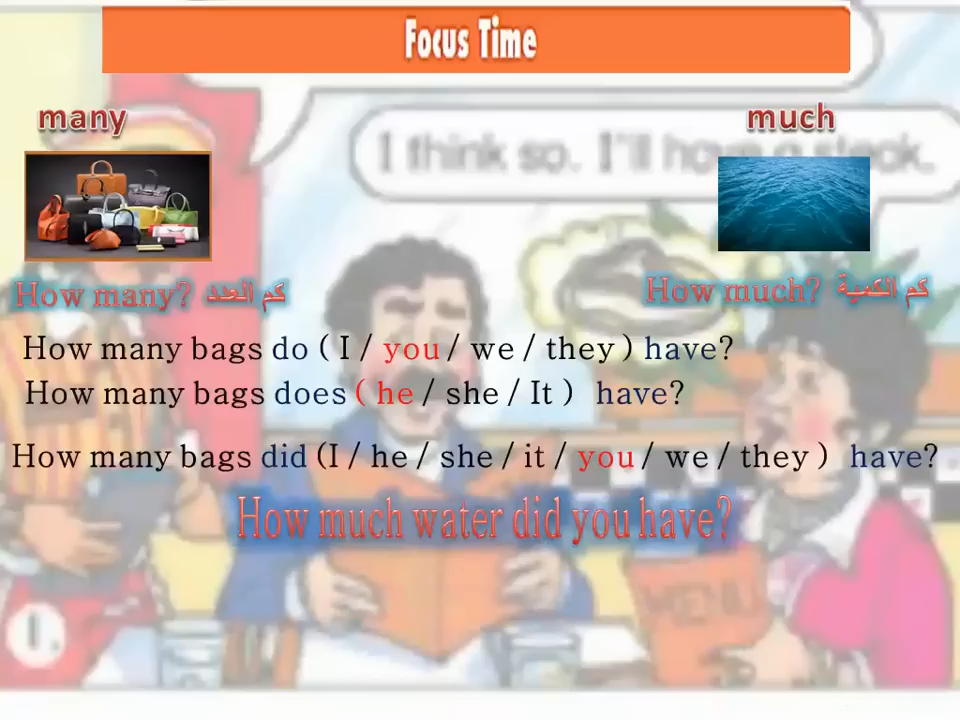 Focus Time
many
much
I think so. I'll have a steak.
How many? كم العدد
How much? كم الكمية
How many bags do ( I / you / we / they ) have?
How many bags does ( he / she / It ) have?
How many bags did (I / he / she / it / you / we / they ) have?
How much water did you have?
MENU
1.